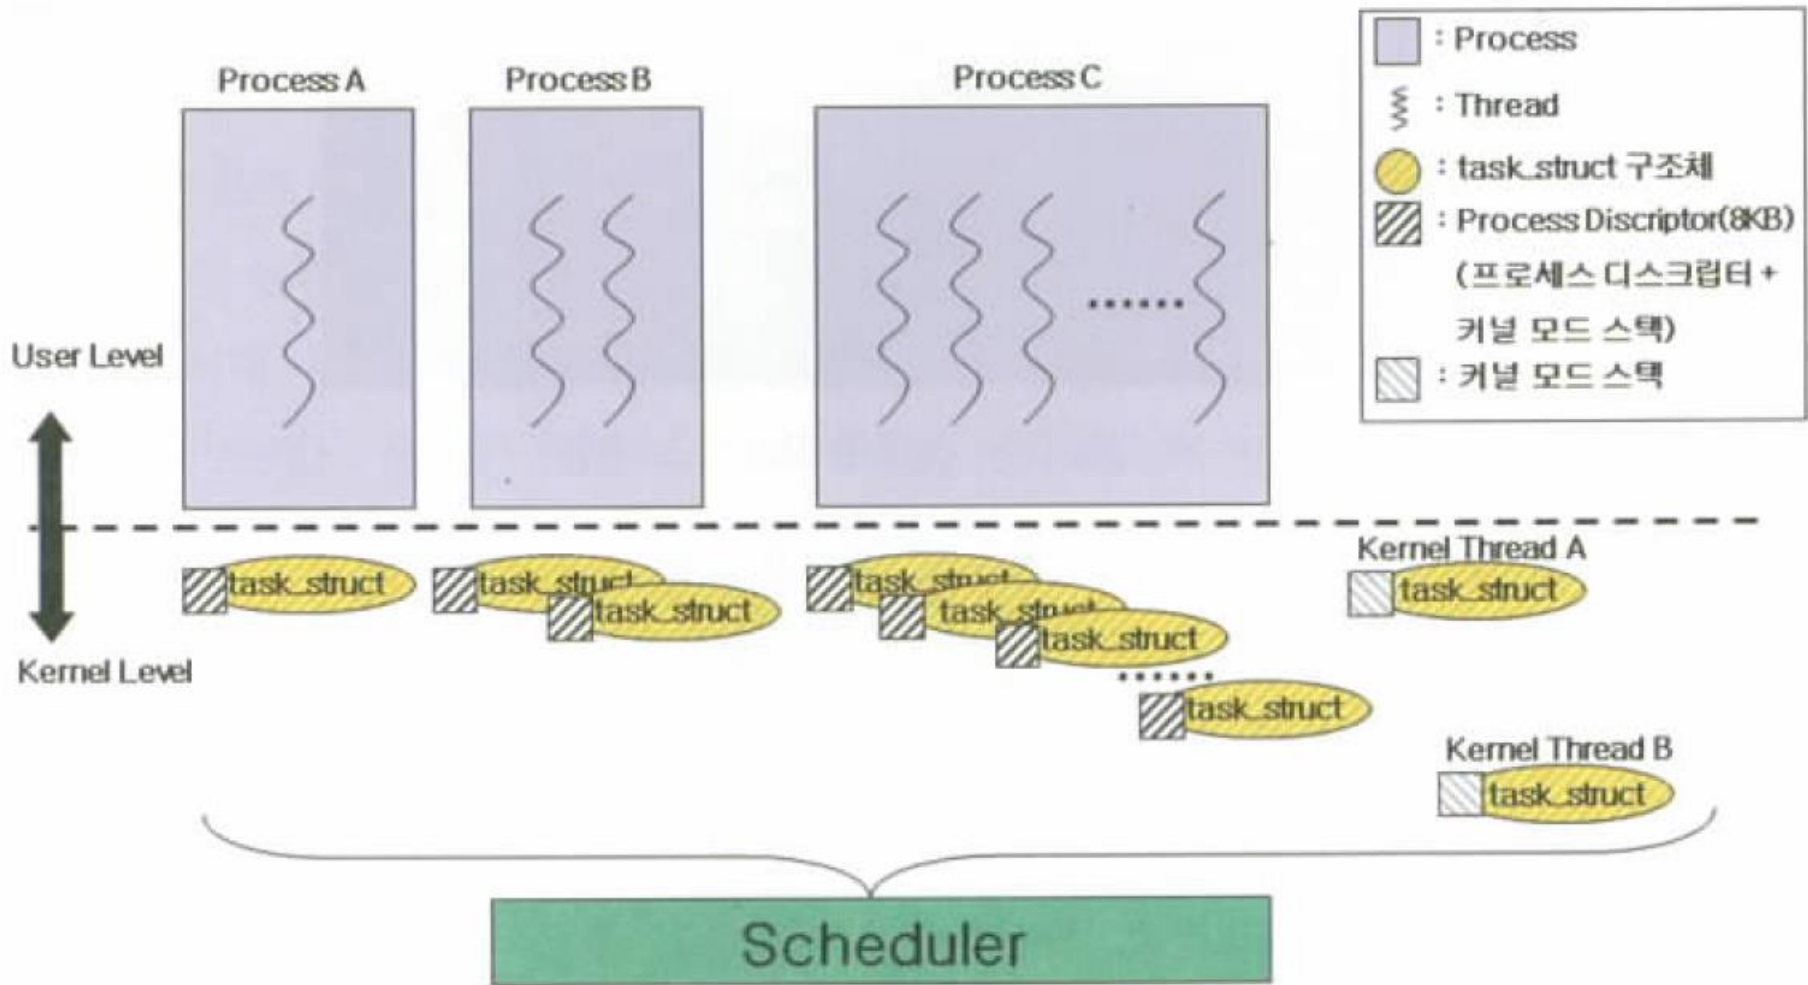 Process A
Process B
Process C
: Process
: Thread
: task_struct 구조체
: Process Discriptor(8KB)
(프로세스 디스크립터 +
커널 모드 스택)
: 커널 모드 스택
User Level
Kernel Level
task_struct
task_struct
task_struct
task_struct
task_struct
task_struct
task_struct
Kernel Thread A
task_struct
Kernel Thread B
task_struct
Scheduler